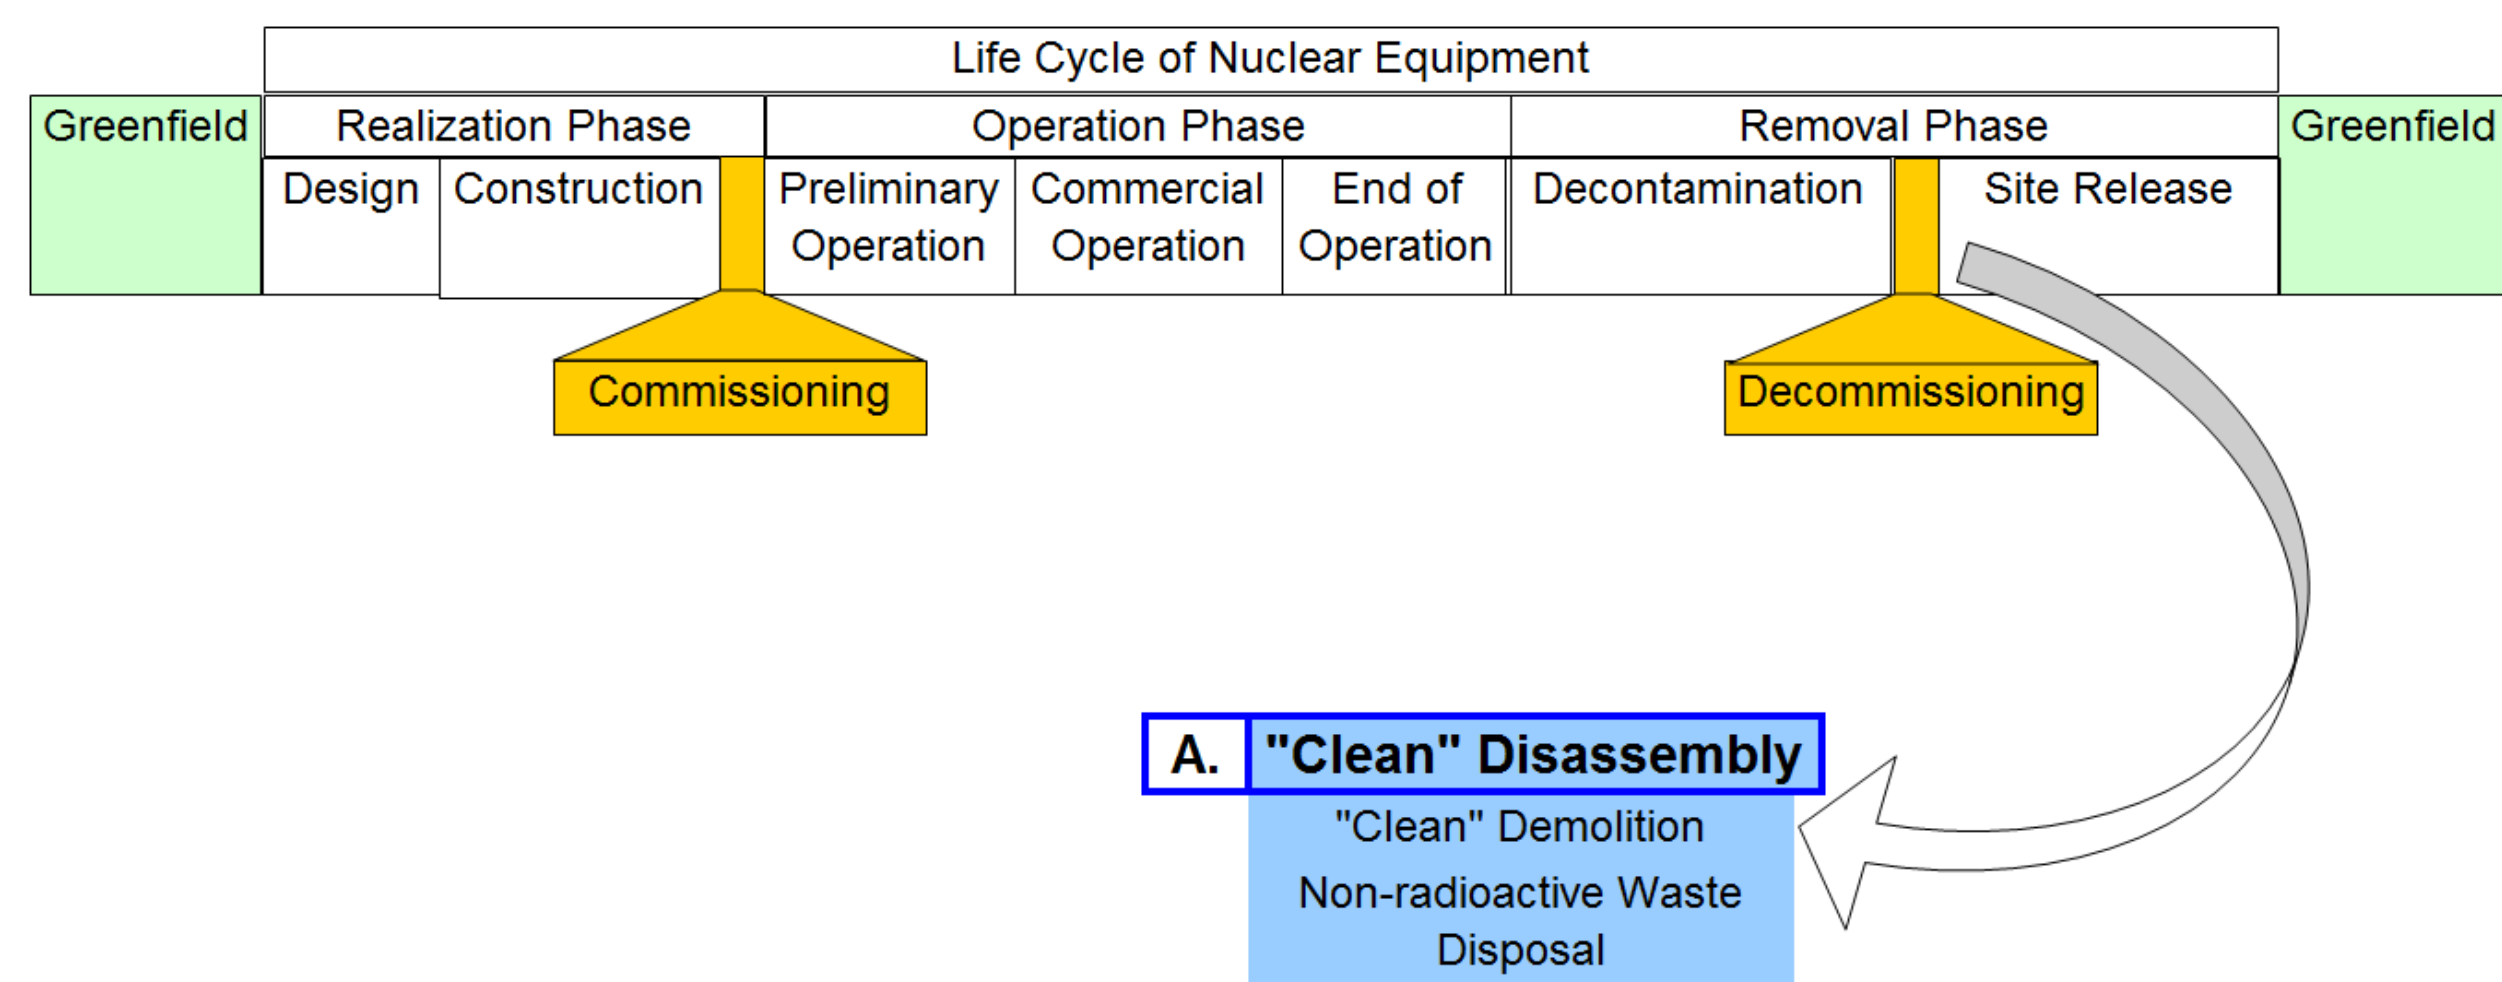 Life Cycle of Nuclear Equipment
Greenfield Realization Phase Operation Phase Removal Phase Greenfield
Design Construction Preliminary Commercial End of Decontamination Site Release
Operation Operation Operation
Commissioning Decommissioning
A. "Clean" Disassembly
"Clean" Demolition
Non-radioactive Waste
Disposal